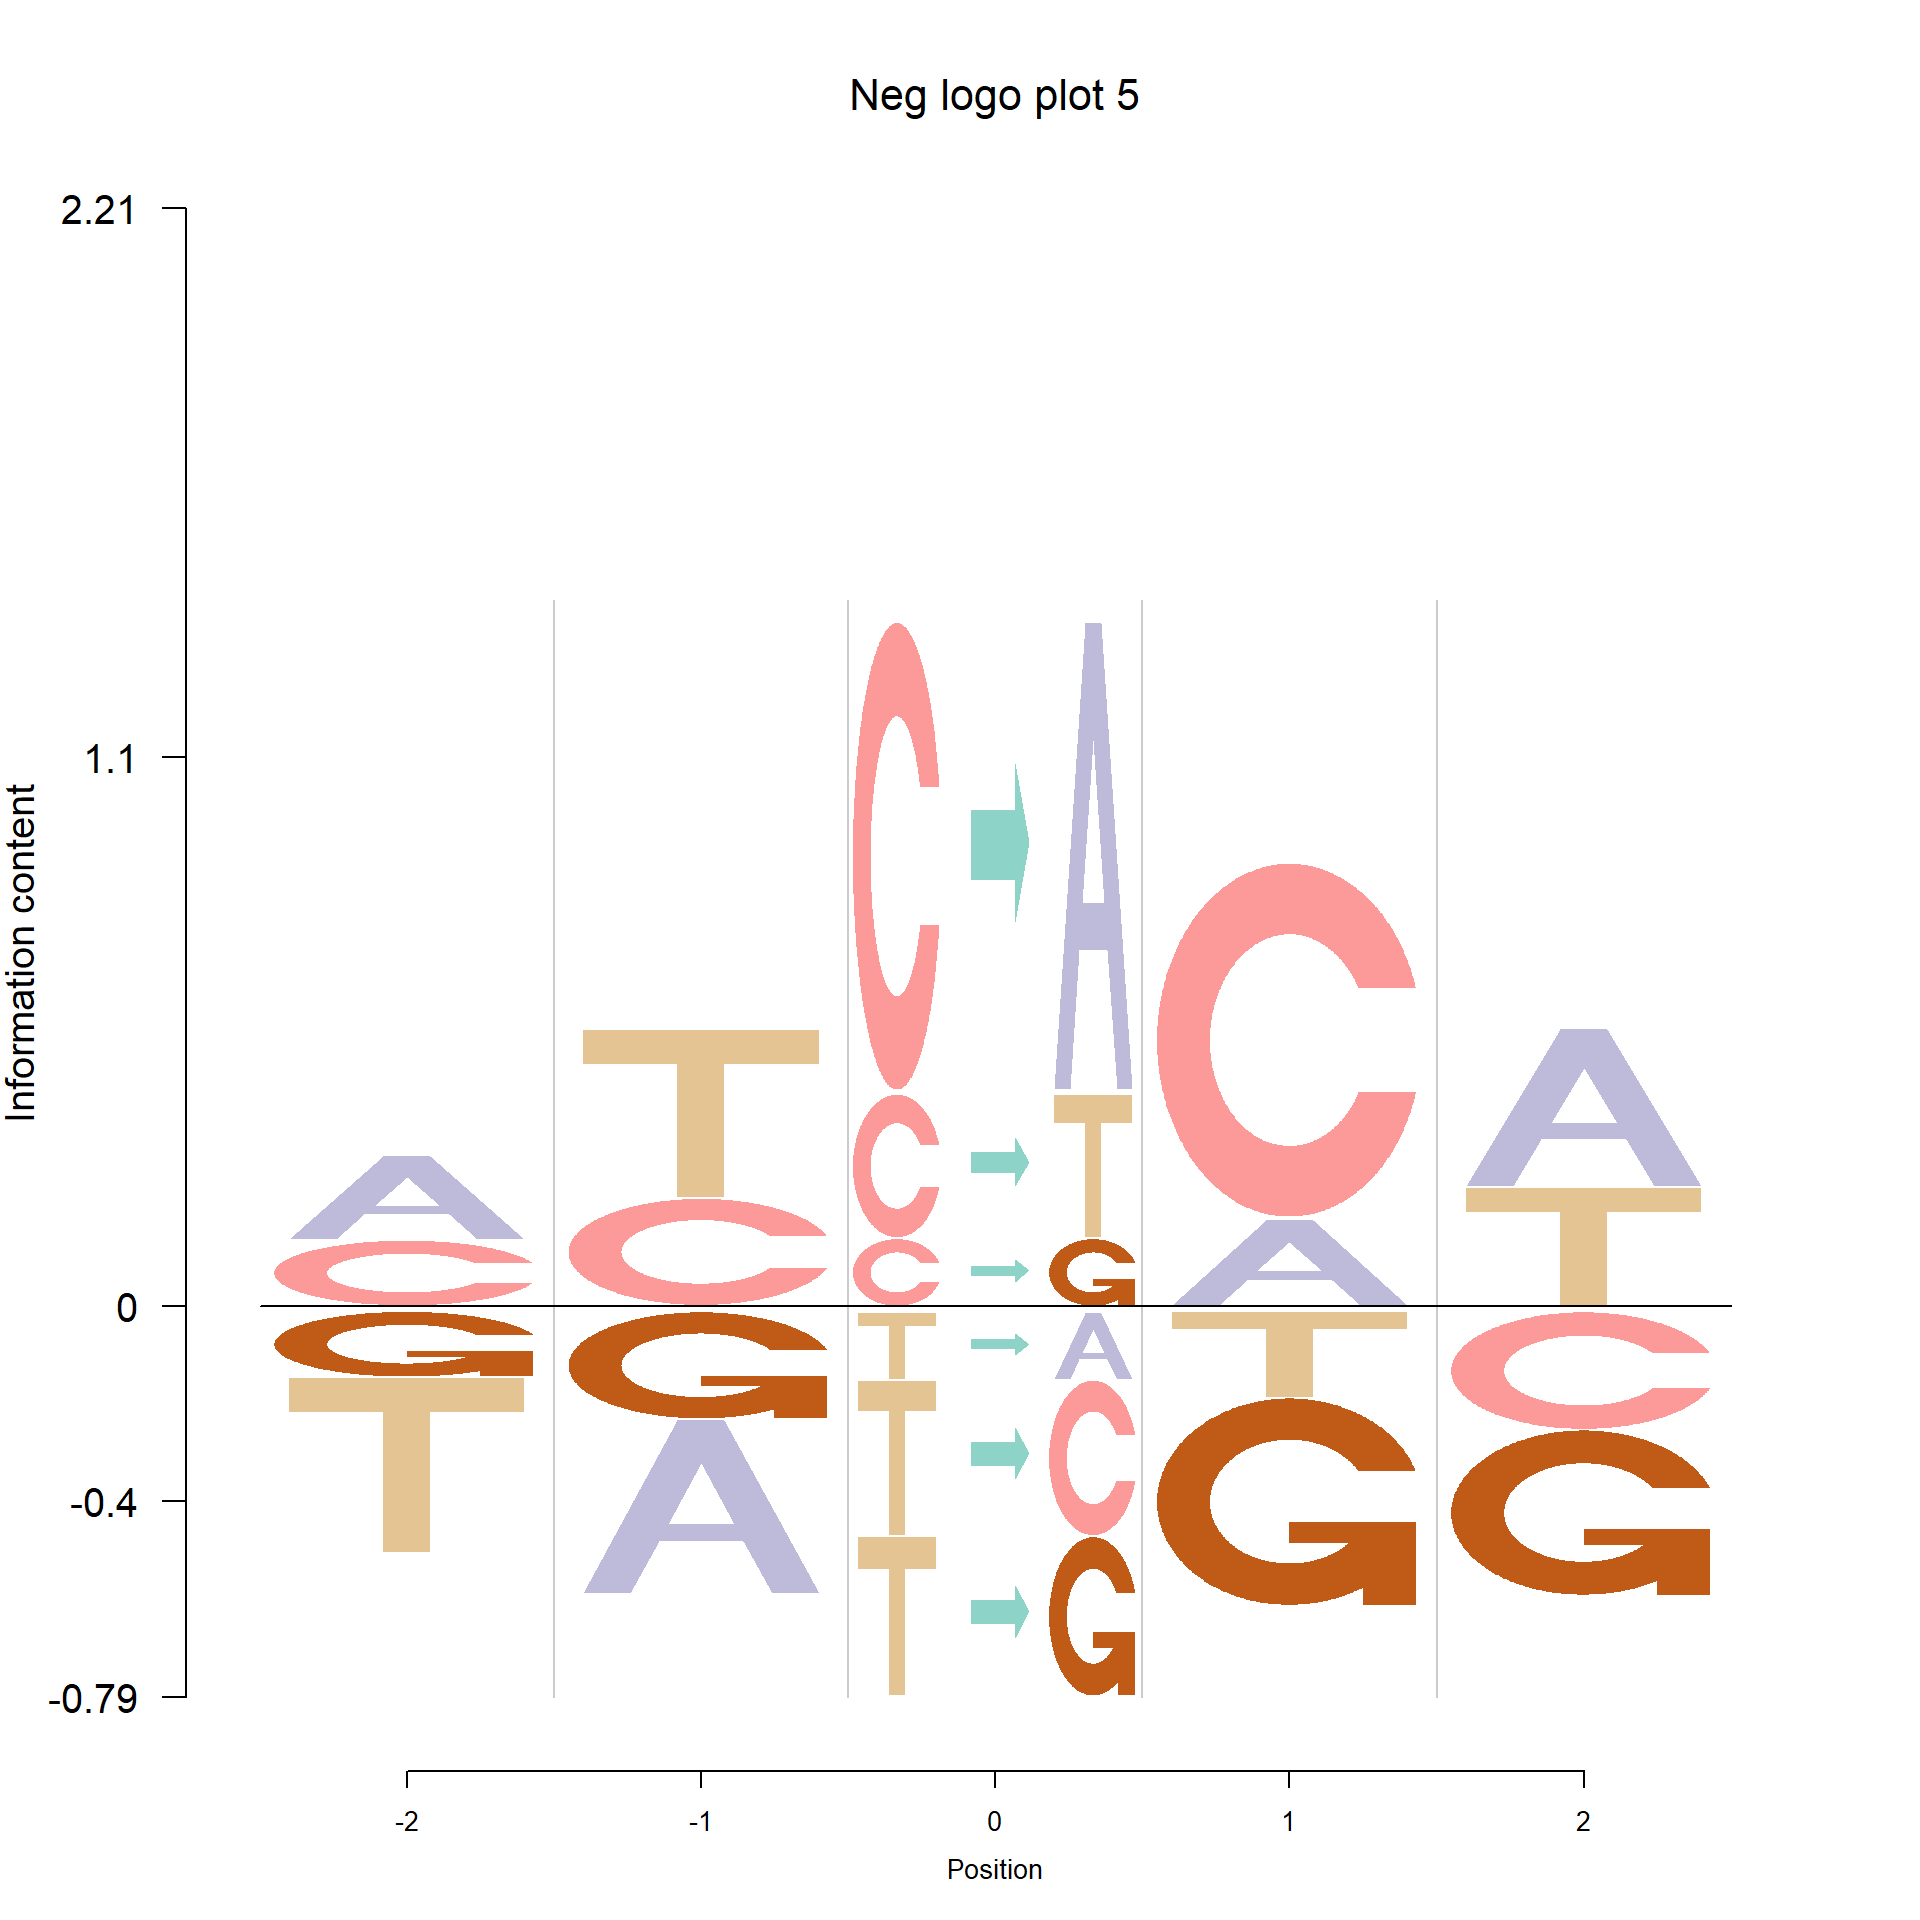 Neg logo plot 5
2.21
1.1
0
-0.4
-0.79
Information content
A T C A C A
C C C T A T
C G
G G T A T C
T A T C G G
T G
-2 -1 0 1 2
Position